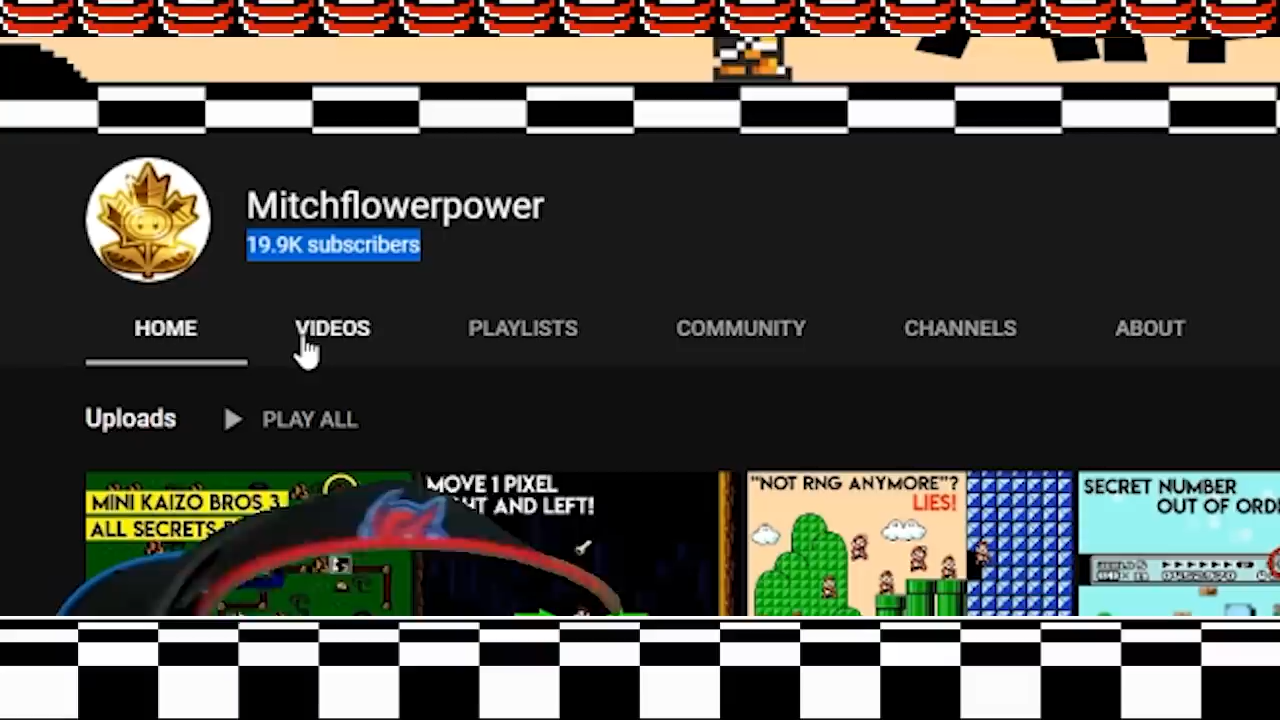 Mitchflowerpower
19.9K subscribers
HOME
VIDEOS
PLAYLISTS
COMMUNITY
CHANNELS
ABOUT
Uploads
PLAY ALL
MINI KAIZO BROS 3
ALL SECRETS
MOVE 1 PIXEL
AND LEFT!
"NOT RNG ANYMORE"?
LIES!
SECRET NUMBER
OUT OF